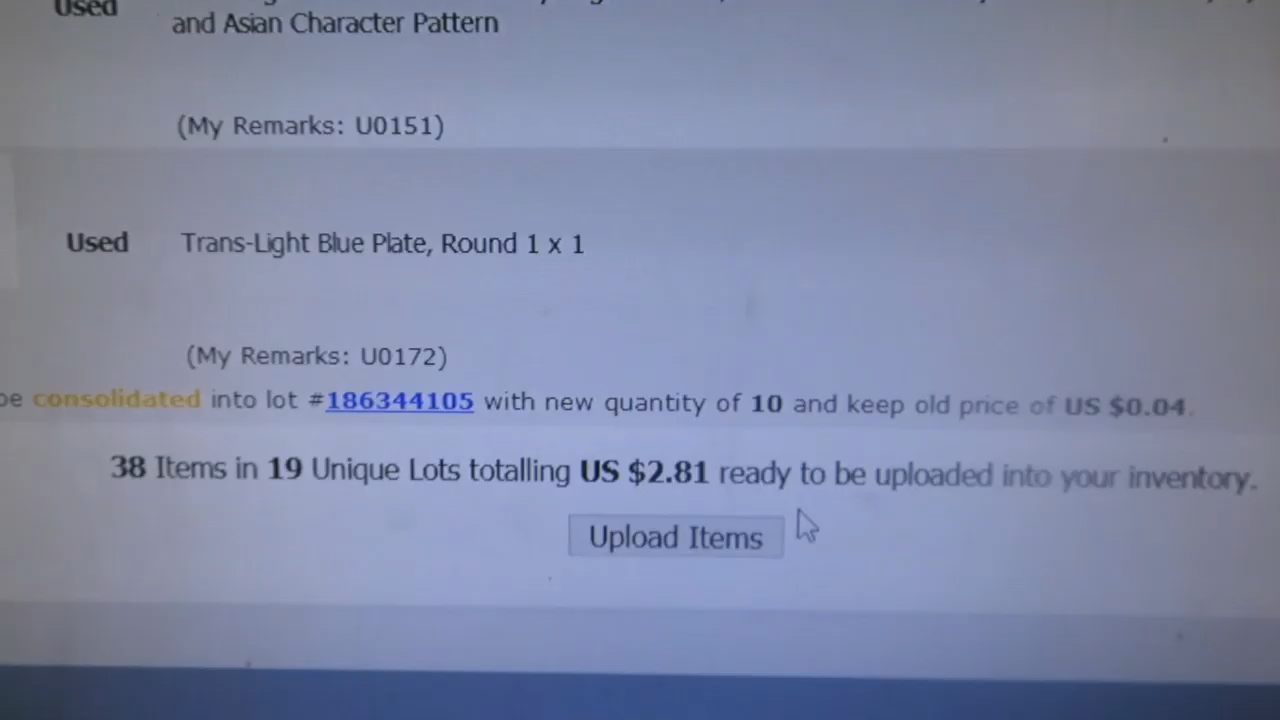 Used
and Asian Character Pattern
(My Remarks: U0151)
Used Trans-Light Blue Plate, Round 1 x 1
(My Remarks: U0172)
be consolidated into lot #186344105 with new quantity of 10 and keep old price of US $0.04.
38 Items in 19 Unique Lots totalling US $2.81 ready to be uploaded into your inventory.
Upload Items